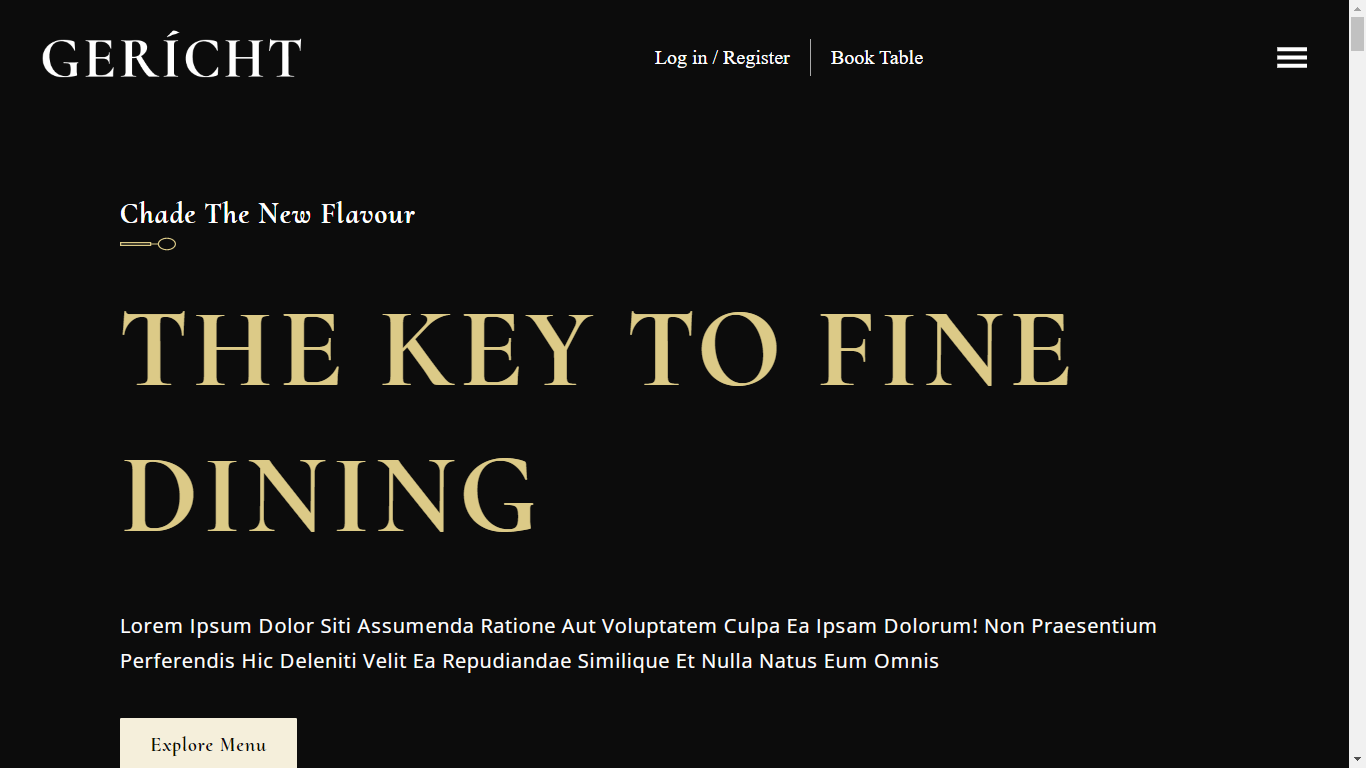 GERÍCHT
Log in / Register
Book Table
Chade The New Flavour
THE KEY TO FINE
DINING
Lorem Ipsum Dolor Siti Assumenda Ratione Aut Voluptatem Culpa Ea Ipsam Dolorum! Non Praesentium
Perferendis Hic Deleniti Velit Ea Repudiandae Similique Et Nulla Natus Eum Omnis
Explore Menu